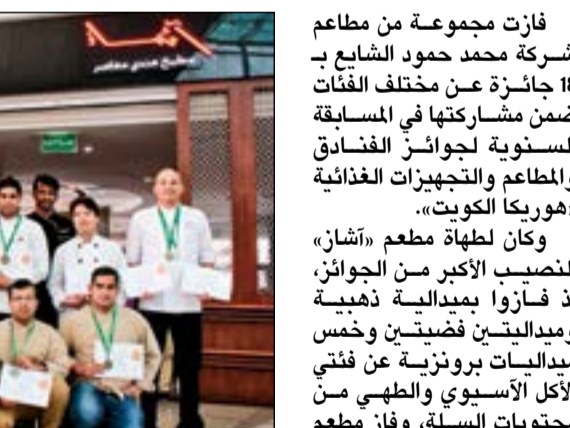 فازت مجموعة من مطاعم
شركة محمد حمود الشايع بـ
18 جائزة عن مختلف الفئات
ضمن مشاركتها في المسابقة
السنوية لجوائز الفنادق
والمطاعم والتجهيزات الغذائية
«هوريكا الكويت».
وكان لطهاة مطعم «آشاز»
النصيب الأكبر من الجوائز،
إذ فازوا بميدالية ذهبية
وميداليتين فضيتين وخمس
ميداليات برونزية عن فئتي
الأكل الآسيوي والطهي من
محتويات السلة، وفاز مطعم
مطبخ هندي معاصر